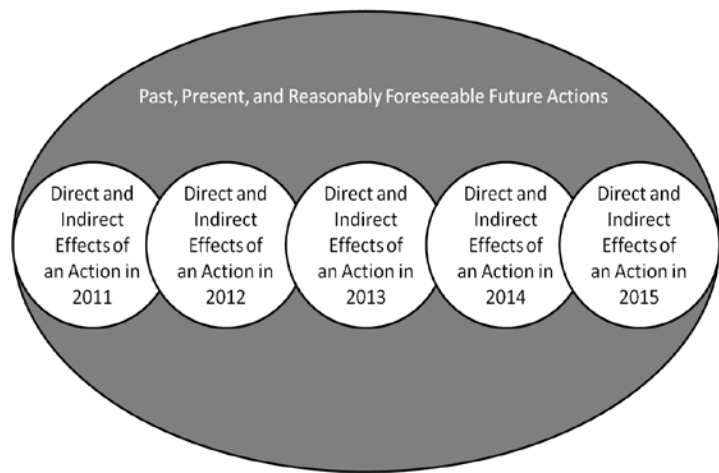 Past, Present, and Reasonably Foreseeable Future Actions
Direct and
Indirect
Effects of
an Action in
2011
Direct and
Indirect
Effects of
an Action in
2012
Direct and
Indirect
Effects of
an Action in
2013
Direct and
Indirect
Effects of
an Action in
2014
Direct and
Indirect
Effects of
an Action in
2015